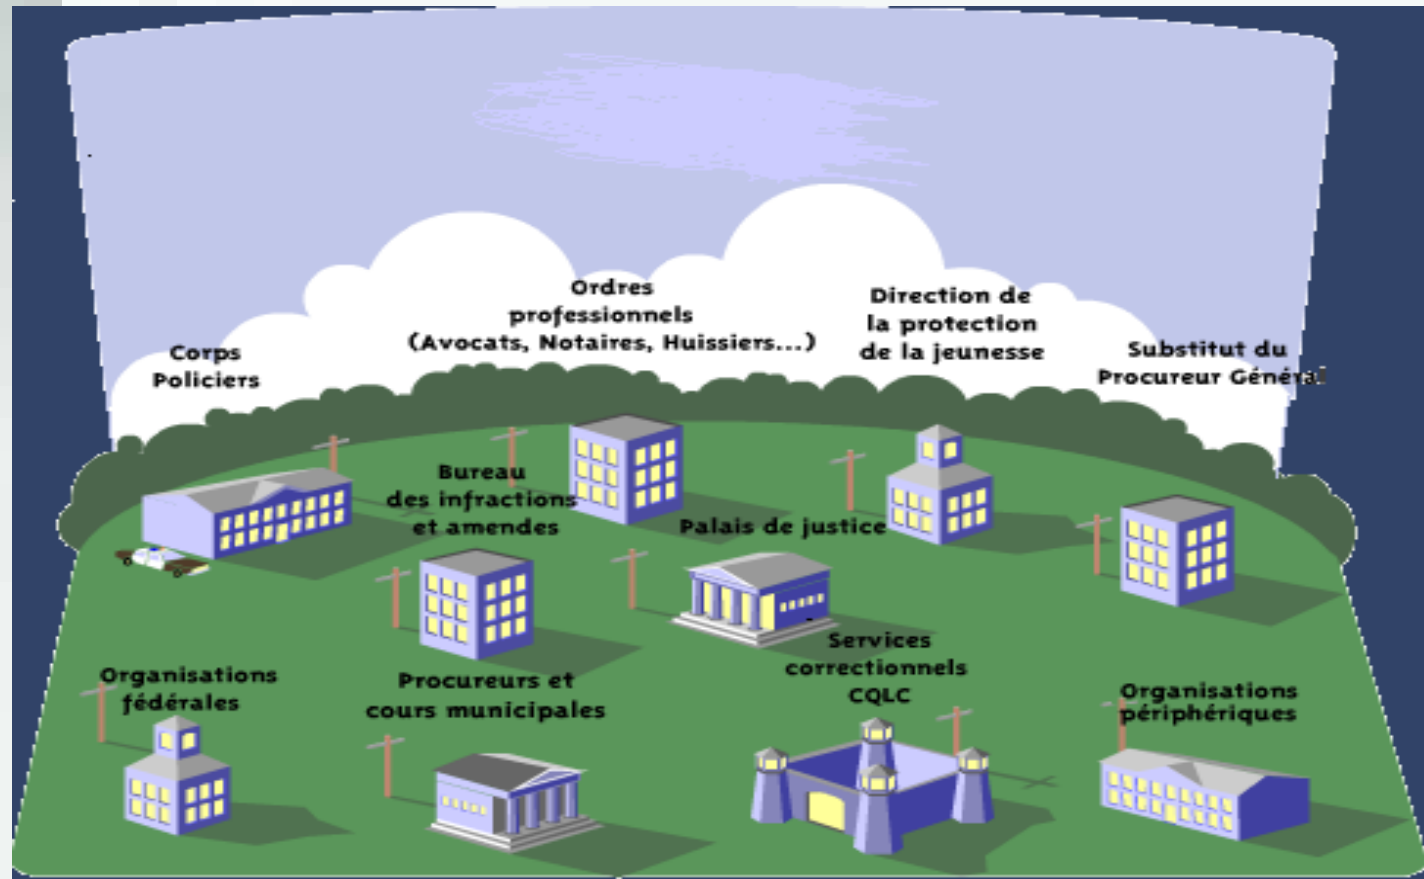 Ordres
professionnels
(Avocats, Notaires, Huissiers...)
Direction de
la protection
de la jeunesse
Corps
Policiers
Substitut du
Procureur Général
Bureau
des infractions
et amendes
Palais de justice
Services
correctionnels
CQLC
Organisations
fédérales
Procureurs et
cours municipales
Organisations
périphériques